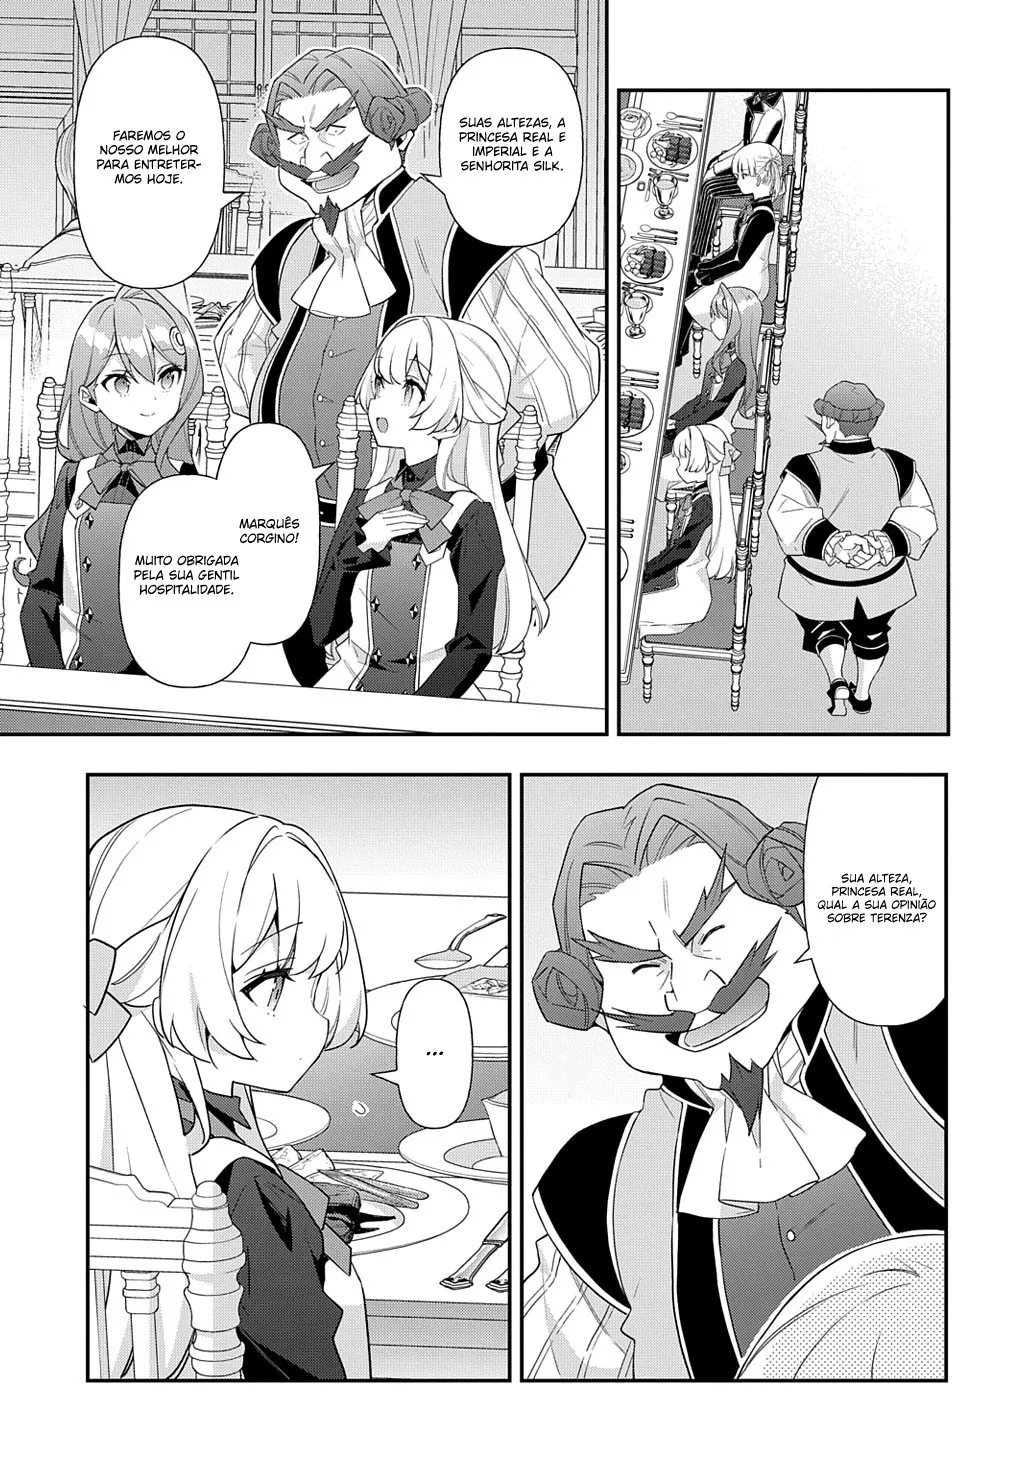 SUAS ALTEZAS, A
PRINCESA REAL E
IMPERIAL E A
SENHORITA SILK.
FAREMOS O
NOSSO MELHOR
PARA ENTRETER-
MOS HOJE.
MARQUÊS
CORGINO!
MUITO OBRIGADA
PELA SUA GENTIL
HOSPITALIDADE.
SUA ALTEZA,
PRINCESA REAL,
QUAL A SUA OPINIÃO
SOBRE TERENZA?
...